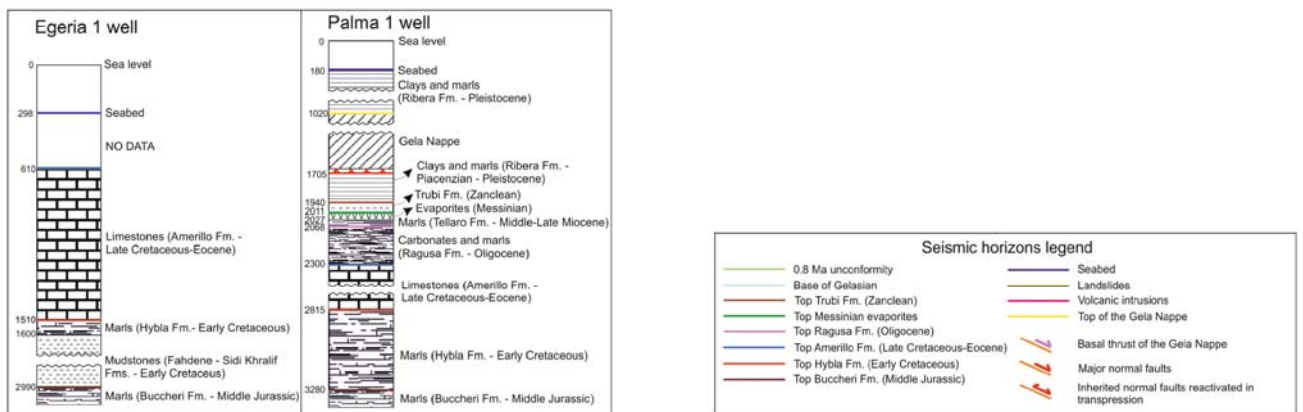 Egeria 1 well
0
Sea level
298
Seabed
NO DATA
610
Limestones (Amerillo Fm. -
Late Cretaceous-Eocene)
1510
Marls (Hybla Fm.- Early Cretaceous)
1600
Mudstones (Fahdene - Sidi Khralif
Fms. - Early Cretaceous)
2990
Marls (Buccheri Fm. - Middle Jurassic)
Palma 1 well
0
Sea level
180
Seabed
Clays and marls
(Ribera Fm. - Pleistocene)
1020
Gela Nappe
1705
Clays and marls (Ribera Fm. -
Piacenzian - Pleistocene)
1940
Trubi Fm. (Zanclean)
2011
Evaporites (Messinian)
2027
Marls (Tellaro Fm. - Middle-Late Miocene)
2068
Carbonates and marls
(Ragusa Fm. - Oligocene)
2300
Limestones (Amerillo Fm. -
Late Cretaceous-Eocene)
2815
Marls (Hybla Fm. - Early Cretaceous)
3280
Marls (Buccheri Fm. - Middle Jurassic)
Seismic horizons legend
0.8 Ma unconformity
Base of Gelasian
Top Trubi Fm. (Zanclean)
Top Messinian evaporites
Top Ragusa Fm. (Oligocene)
Top Amerillo Fm. (Late Cretaceous-Eocene)
Top Hybla Fm. (Early Cretaceous)
Top Buccheri Fm. (Middle Jurassic)
Seabed
Landslides
Volcanic intrusions
Top of the Gela Nappe
Basal thrust of the Gela Nappe
Major normal faults
Inherited normal faults reactivated in
transpression